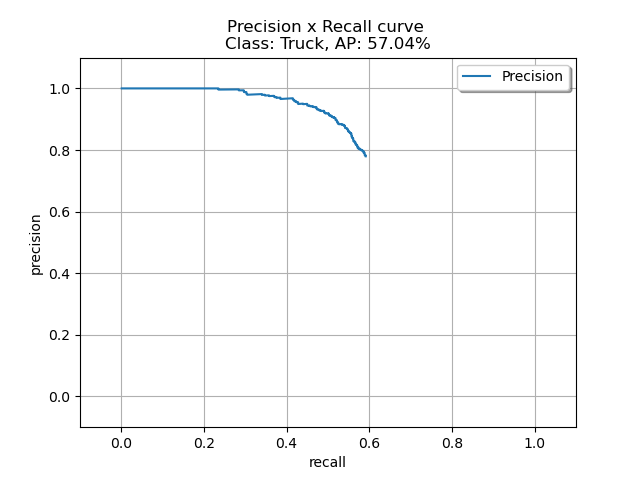 Precision x Recall curve
Class: Truck, AP: 57.04%
Precision
1.0
0.8
0.6
0.4
0.2
0.0
precision
0.0 0.2 0.4 0.6 0.8 1.0
recall